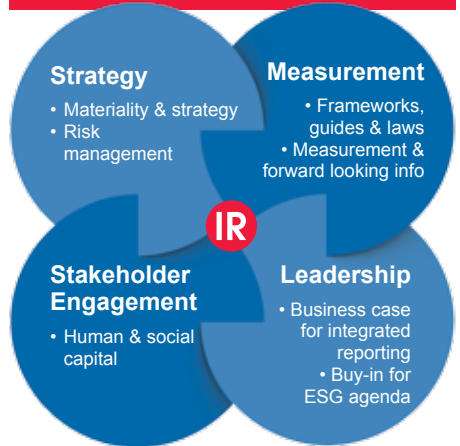 Strategy
• Materiality & strategy
• Risk
management
Measurement
• Frameworks,
guides & laws
• Measurement &
forward looking info
IR
Stakeholder
Engagement
• Human & social
capital
Leadership
• Business case
for integrated
reporting
• Buy-in for
ESG agenda